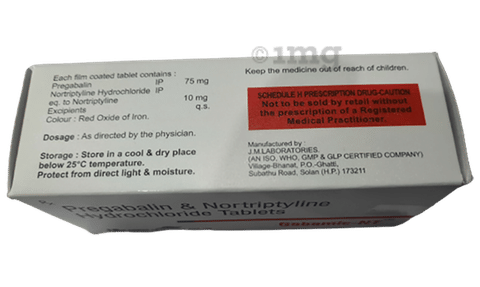 ©1mg
Each film coated tablet contains :
Pregabalin IP 75 mg
Nortriptyline Hydrochloride IP
eq. to Nortriptyline 10 mg
Excipients q.s.
Colour : Red Oxide of Iron.
Dosage : As directed by the physician.
Storage : Store in a cool & dry place
below 25°C temperature.
Protect from direct light & moisture.
Keep the medicine out of reach of children.
SCHEDULE H PRESCRIPTION DRUG-CAUTION
Not to be sold by retail without
the prescription of a Registered
Medical Practitioner.
Manufactured by :
J.M.LABORATORIES.
(AN ISO, WHO, GMP & GLP CERTIFIED COMPANY)
Village-Bhanat, P.O.-Ghatti,
Subathu Road, Solan (H.P.) 173211
Pregabalin & Nortriptyline
Hydrochloride Tablets